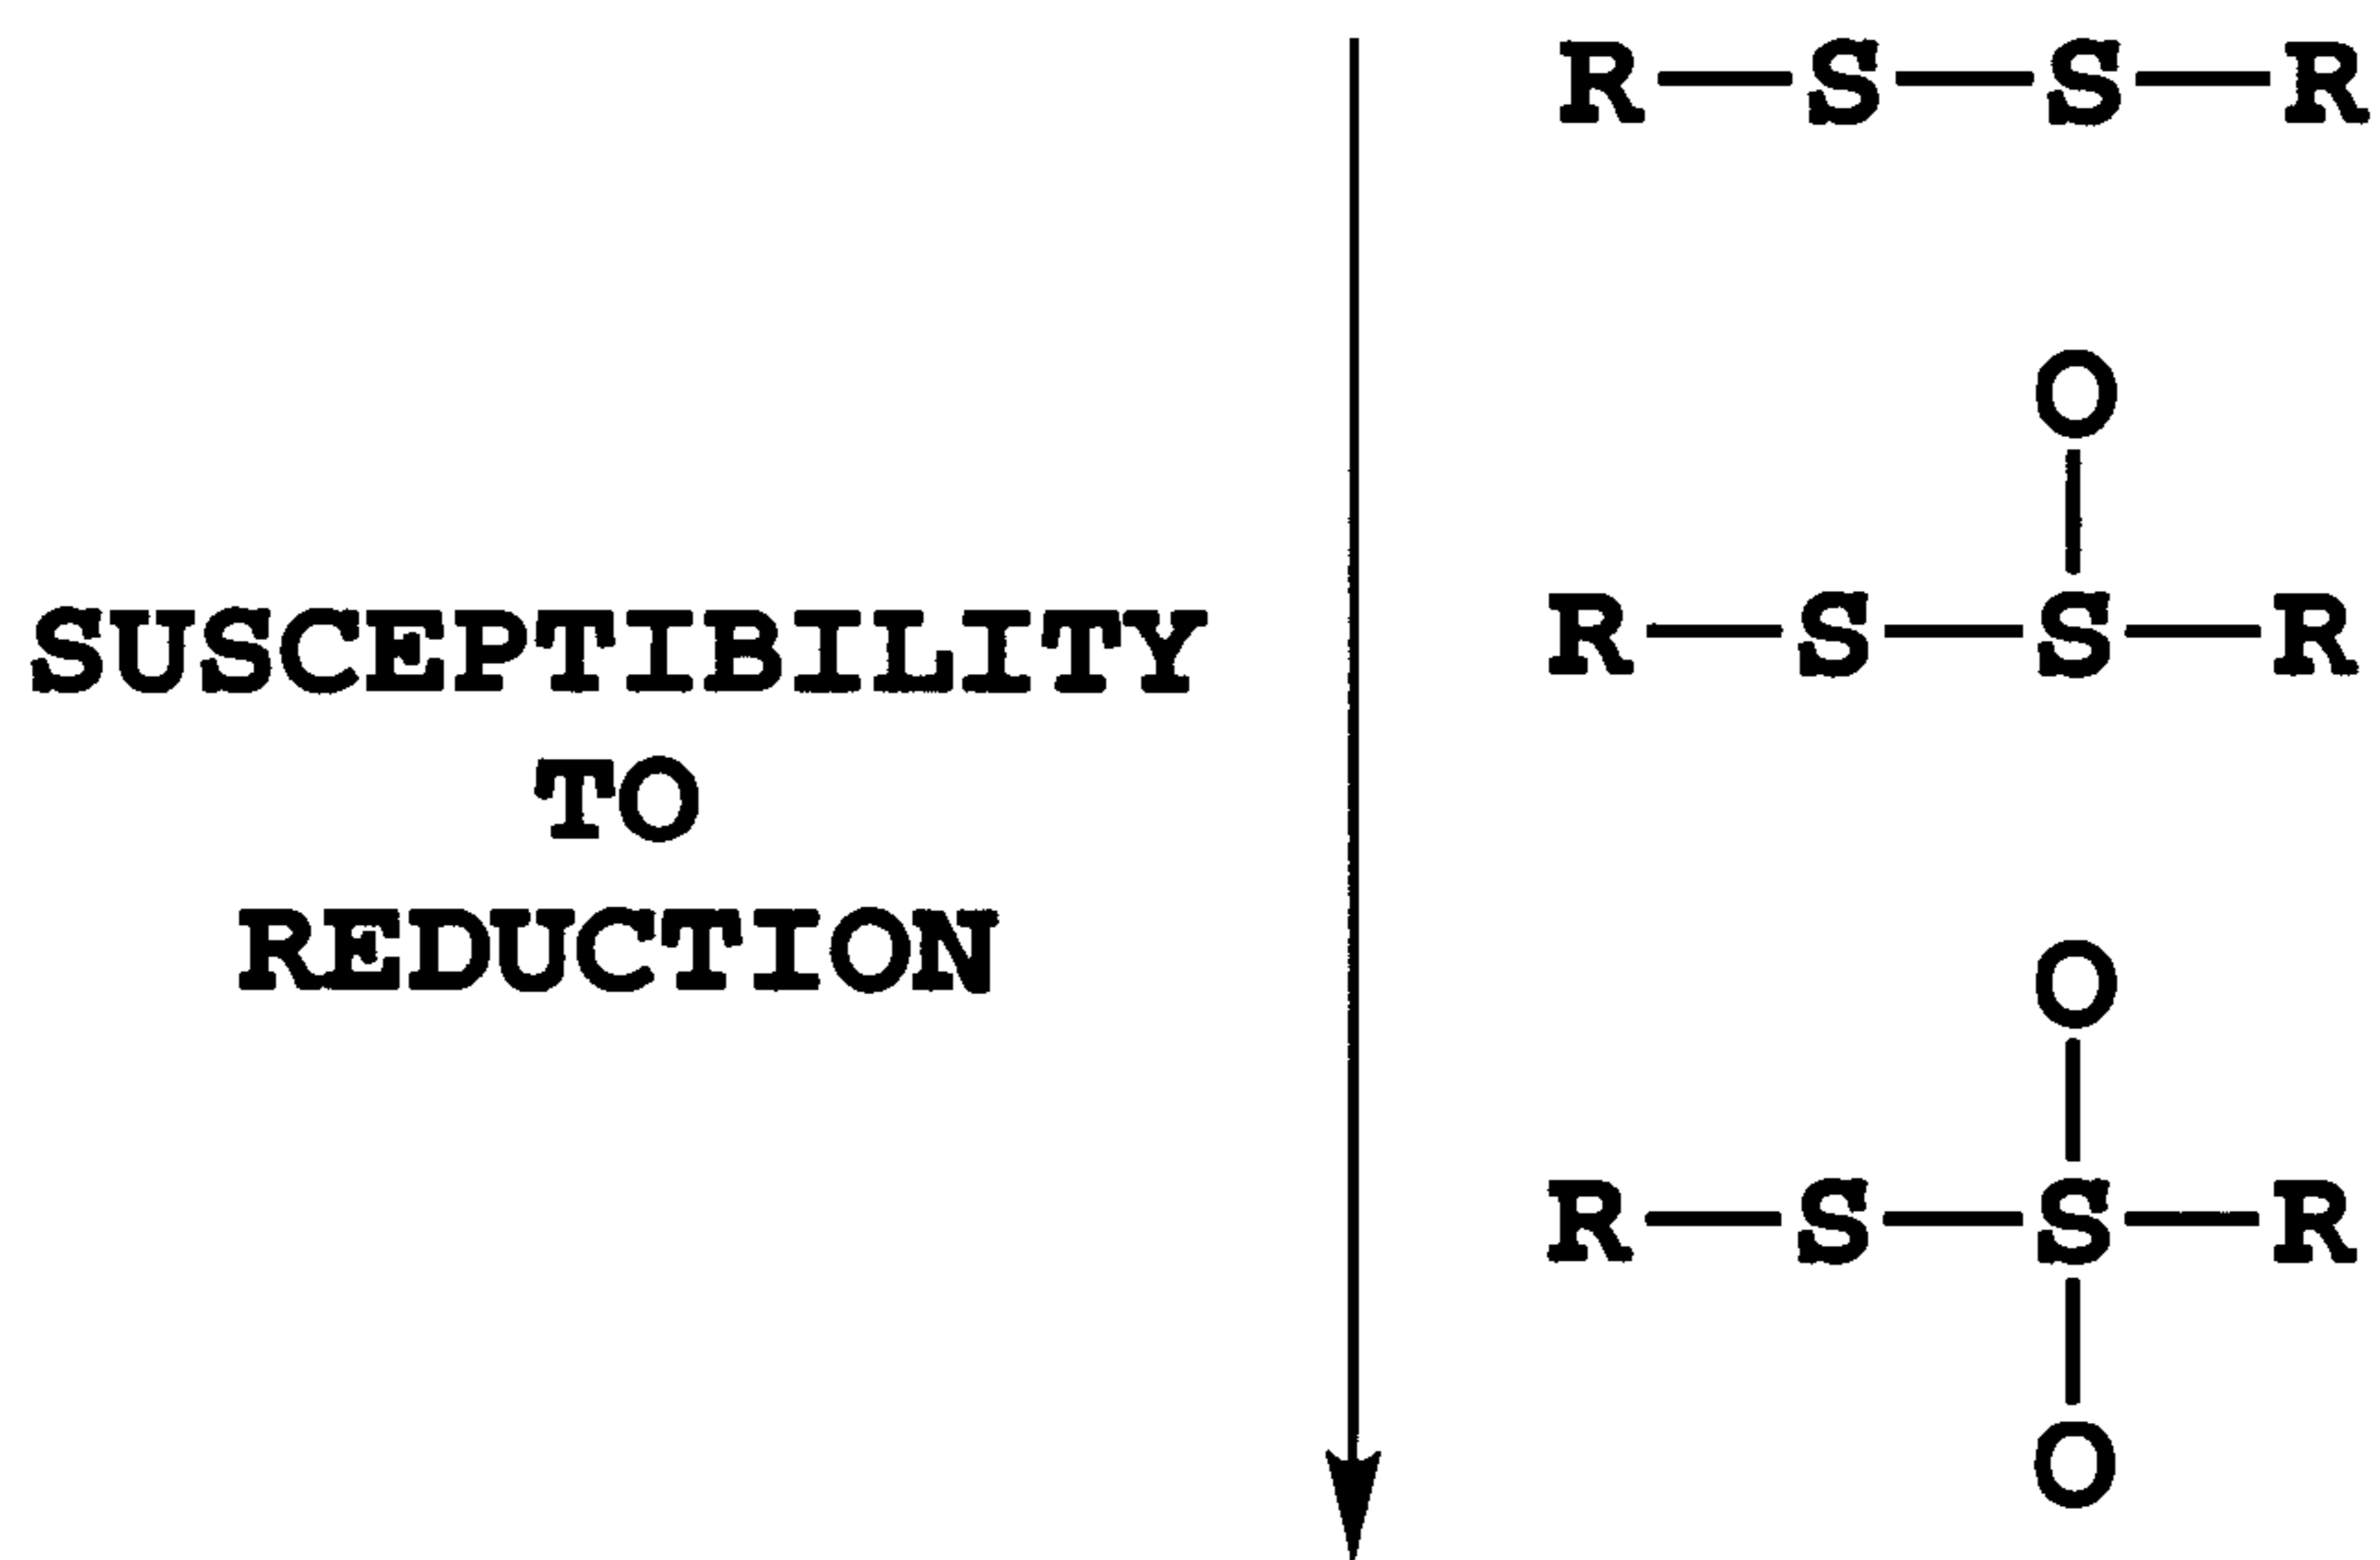 R—S—S—R
O
R—S—S—R
SUSCEPTIBILITY
TO
REDUCTION
O
R—S—S—R
O